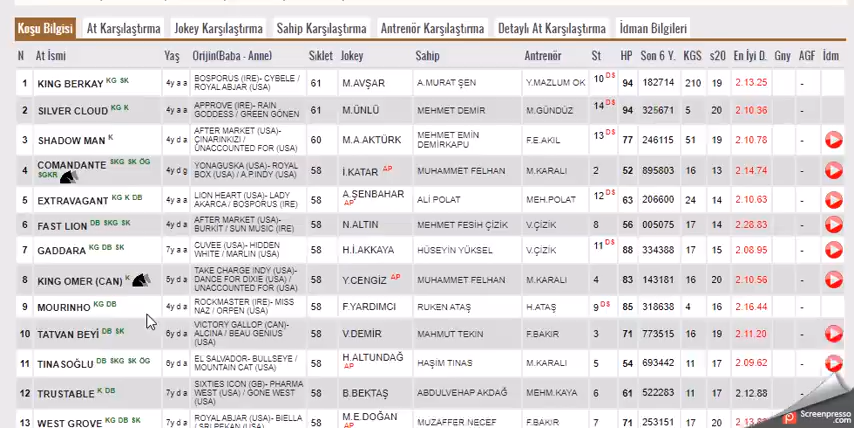 Koşu Bilgisi At Karşılaştırma Jokey Karşılaştırma Sahip Karşılaştırma Antrenör Karşılaştırma Detaylı At Karşılaştırma İdman Bilgileri
N At İsmi Yaş Orijin(Baba - Anne) Sıklet Jokey Sahip Antrenör St HP Son 6 Y. KGS s20 En İyi D. Gny AGF İdm
1 KING BERKAY KG SK 4y a a BOSPORUS (IRE)- CYBELE / ROYAL ABJAR (USA) 61 M.AVŞAR A.MURAT ŞEN Y.MAZLUM OK 10 DS 94 182714 210 19 2.13.25 -
2 SILVER CLOUD KG K 4y a a APPROVE (IRE)- RAIN GODDESS / GREEN GÖNEN 61 M.ÜNLÜ MEHMET DEMİR M.GÜNDÜZ 14 DS 94 325671 5 20 2.10.36 -
3 SHADOW MAN K 4y d a AFTER MARKET (USA)- ÇINARINKIZI / UNACCOUNTED FOR (USA) 60 M.A.AKTÜRK MEHMET EMİN DEMİRKAPU F.E.AKIL 13 DS 77 246115 51 19 2.10.78 -
4 COMANDANTE SKG SK ÖG SGKR 4y d g YONAGUSKA (USA)- ROYAL BOX (USA) / A.PINDY (USA) 58 İ.KATAR AP MUHAMMET FELHAN M.KARALI 2 52 895803 16 13 2.14.74 -
5 EXTRAVAGANT KG K DB 4y a a LION HEART (USA)- LADY AKARCA / BOSPORUS (IRE) 58 A.ŞENBAHAR AP ALİ POLAT MEH.POLAT 12 DS 63 206600 24 14 2.10.63 -
6 FAST LION DB SKG SK 4y d a AFTER MARKET (USA)- BURKİT / SUN MUSIC (IRE) 58 N.ALTIN MEHMET FESİH ÇİZİK V.ÇİZİK 8 56 005075 17 14 2.28.83 -
7 GADDARA KG DB SK 7y a a CUVEE (USA)- HIDDEN WHITE / MARLIN (USA) 58 H.İ.AKKAYA HÜSEYİN YÜKSEL V.ÇİZİK 11 DS 88 334388 17 15 2.08.95 -
8 KING OMER (CAN) K 5y d a TAKE CHARGE INDY (USA)- DANCE FOR DIXIE (USA) / UNACCOUNTED FOR (USA) 58 Y.CENGİZ AP MUHAMMET FELHAN M.KARALI 4 83 143181 16 20 2.10.56 -
9 MOURINHO KG DB 4y d a ROCKMASTER (IRE)- MISS NAZ / ORPEN (USA) 58 F.YARDIMCI RUKEN ATAŞ H.ATAŞ 9 DS 85 318638 4 16 2.16.44 -
10 TATVAN BEYİ DB SK 6y d a VICTORY GALLOP (CAN)- ALCINA / BEAU GENIUS (USA) 58 V.DEMİR MAHMUT TEKIN F.BAKIR 3 71 773515 16 19 2.11.20 -
11 TINASOĞLU DB SKG SK ÖG 6y d a EL SALVADOR- BULLSEYE / MOUNTAIN CAT (USA) 58 H.ALTUNDAĞ AP HAŞİM TINAS M.KARALI 5 54 693442 11 17 2.09.62 -
12 TRUSTABLE K DB 7y d a SIXTIES ICON (GB)- PHARMA WEST (USA) / GONE WEST (USA) 58 B.BEKTAŞ ABDULVEHAP AKDAĞ MEHM.KAYA 6 61 522283 11 17 2.12.88 -
13 WEST GROVE KG DB SK 7y d a ROYAL ABJAR (USA)- BIELLA / (USA) 58 M.E.DOĞAN MUZAFFER NECEF F.BAKIR 7 71 253151 11 17
Screenpresso